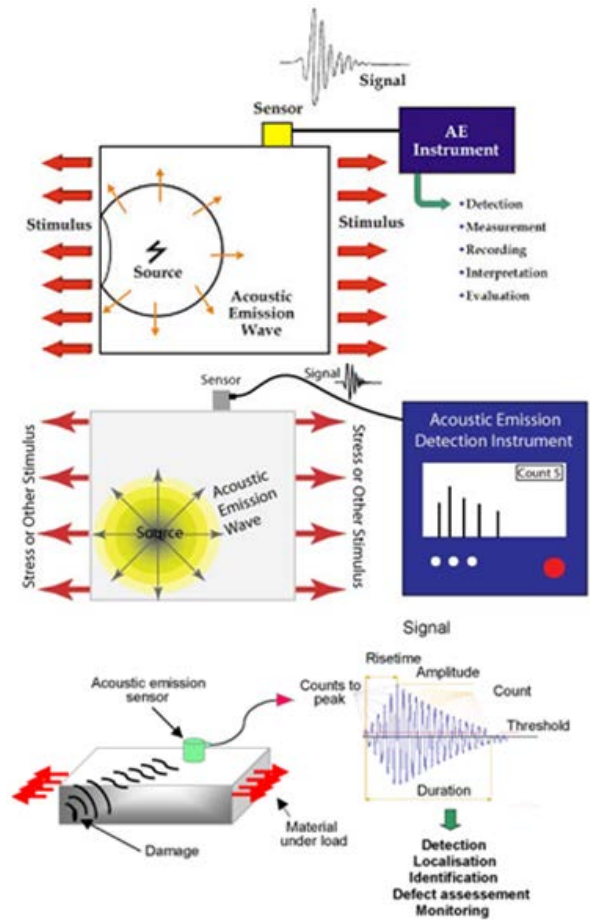 Signal
Sensor
AE
Instrument
Stimulus
Stimulus
Source
Acoustic
Emission
Wave
• Detection
• Measurement
• Recording
• Interpretation
• Evaluation
Sensor
Signal
Stress or Other Stimulus
Source
Acoustic
Emission
Wave
Stress or Other Stimulus
Acoustic Emission
Detection Instrument
Count 5
Signal
Risetime
Amplitude
Counts to
peak
Count
Threshold
Duration
Acoustic emission
sensor
Damage
Material
under load
Detection
Localisation
Identification
Defect assessement
Monitoring